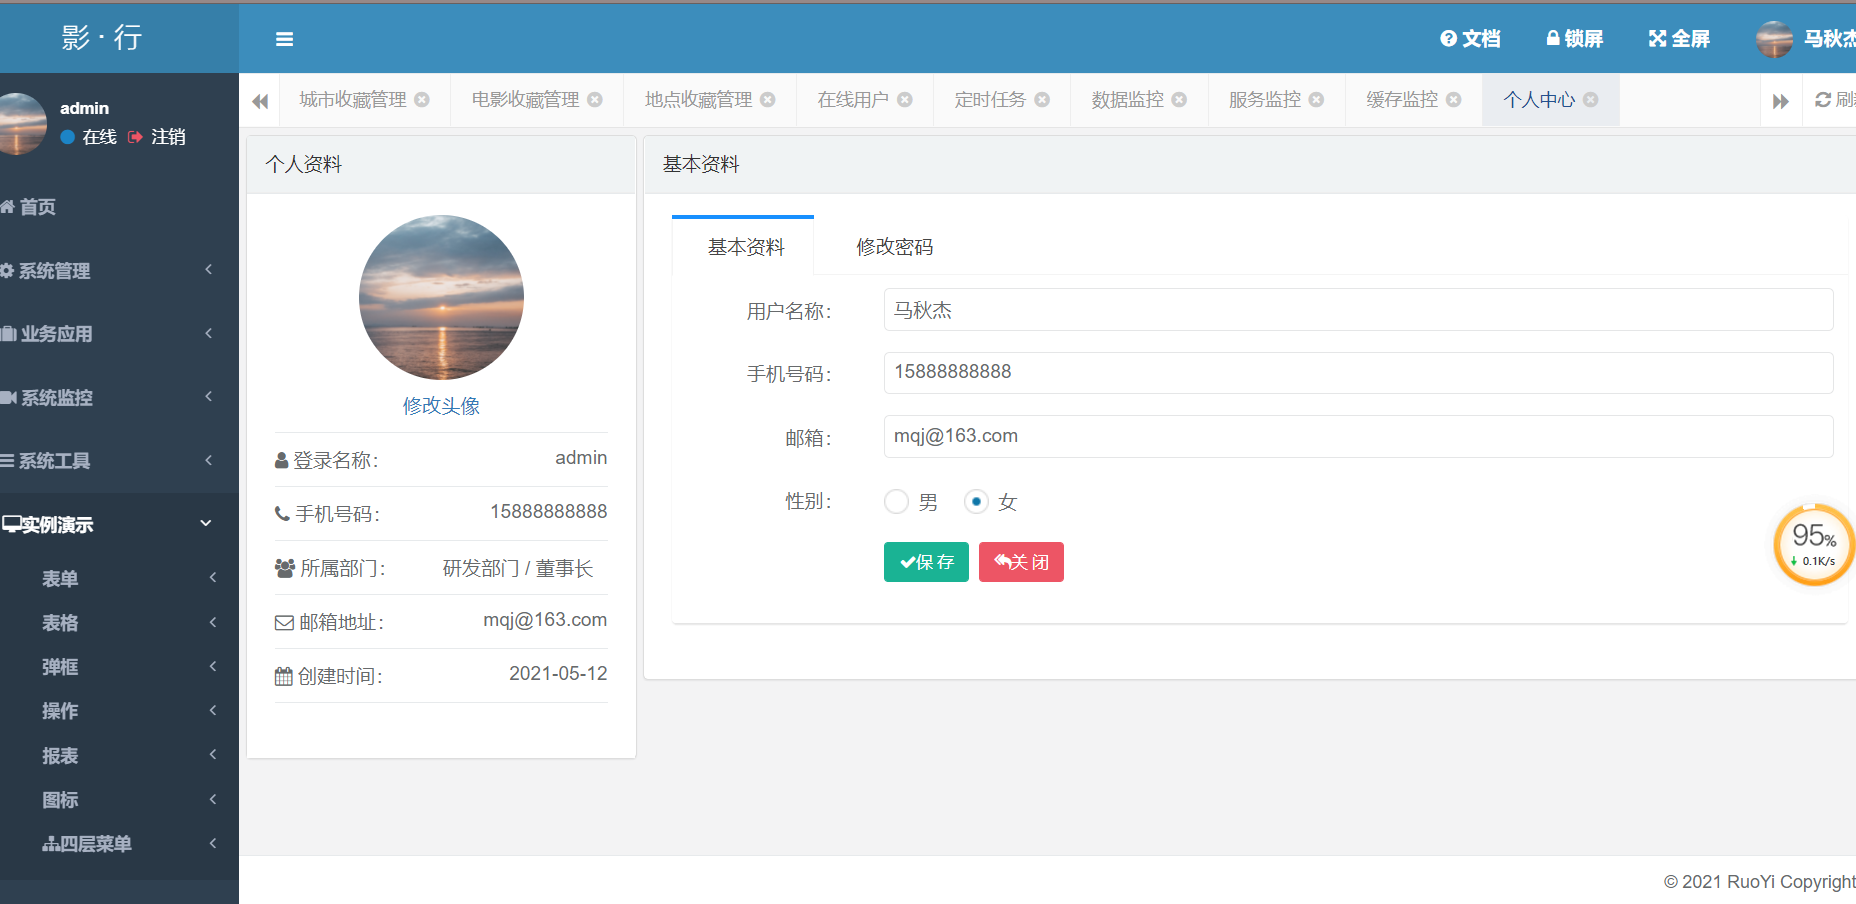 影·行
文档 锁屏 全屏 马秋杰
admin
在线 注销
城市收藏管理 电影收藏管理 地点收藏管理 在线用户 定时任务 数据监控 服务监控 缓存监控 个人中心 刷
首页
系统管理
业务应用
系统监控
系统工具
实例演示
表单
表格
弹框
操作
报表
图标
四层菜单
个人资料
修改头像
登录名称: admin
手机号码: 15888888888
所属部门: 研发部门 / 董事长
邮箱地址: mqj@163.com
创建时间: 2021-05-12
基本资料
基本资料 修改密码
用户名称: 马秋杰
手机号码: 15888888888
邮箱: mqj@163.com
性别: 男 女
保存 关闭
95%
0.1K/s
© 2021 RuoYi Copyright